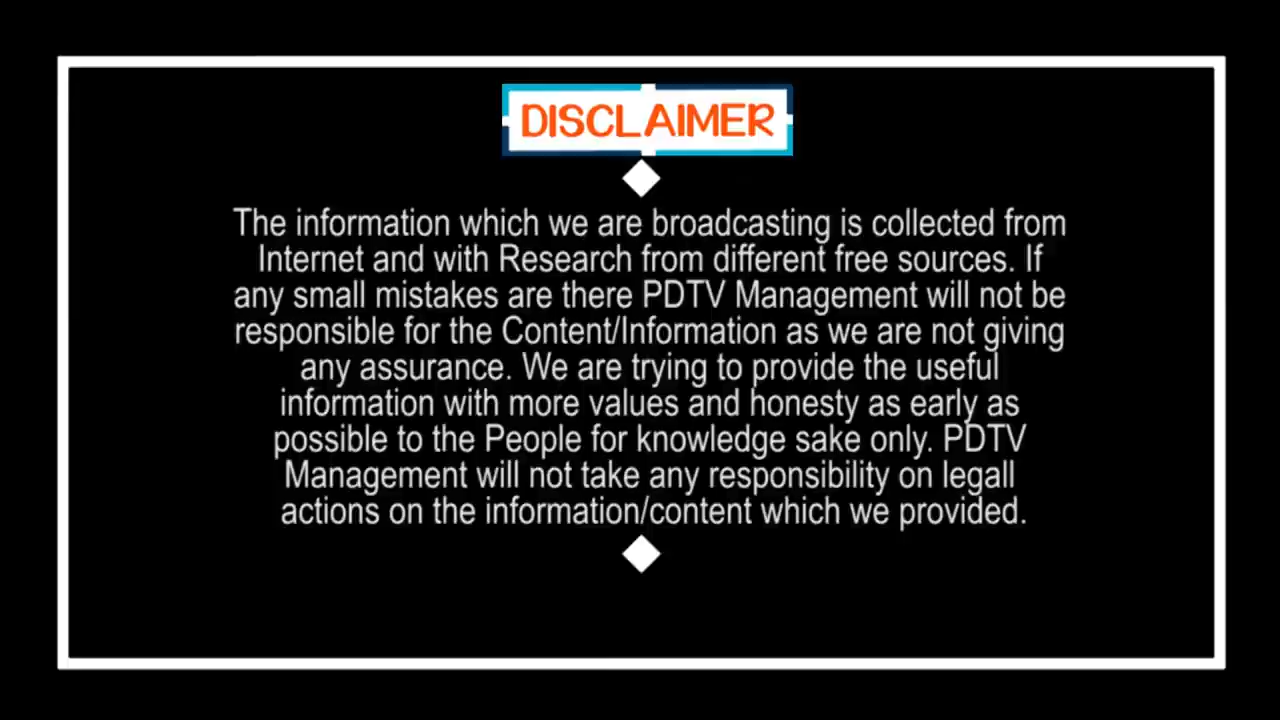 DISCLAIMER
The information which we are broadcasting is collected from
Internet and with Research from different free sources. If
any small mistakes are there PDTV Management will not be
responsible for the Content/Information as we are not giving
any assurance. We are trying to provide the useful
information with more values and honesty as early as
possible to the People for knowledge sake only. PDTV
Management will not take any responsibility on legall
actions on the information/content which we provided.